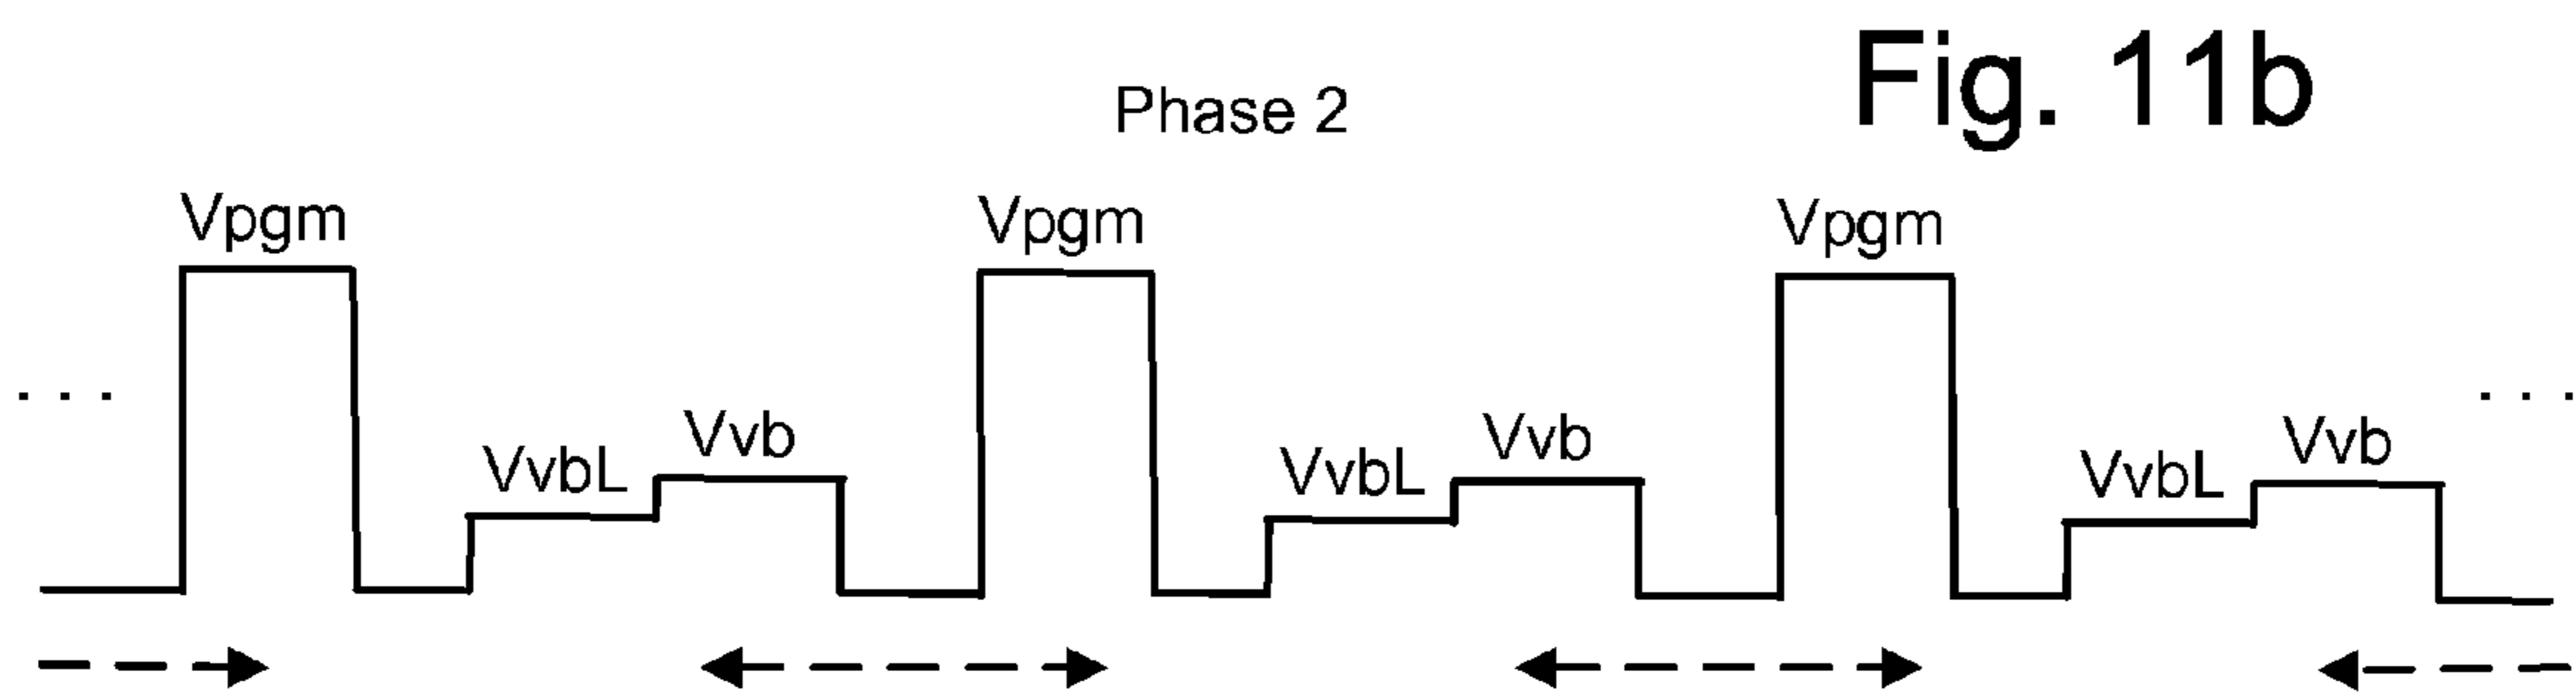 Fig. 11b
Phase 2
Vpgm
Vpgm
Vpgm
. . .
. . .
VvbL
Vvb
VvbL
Vvb
VvbL
Vvb